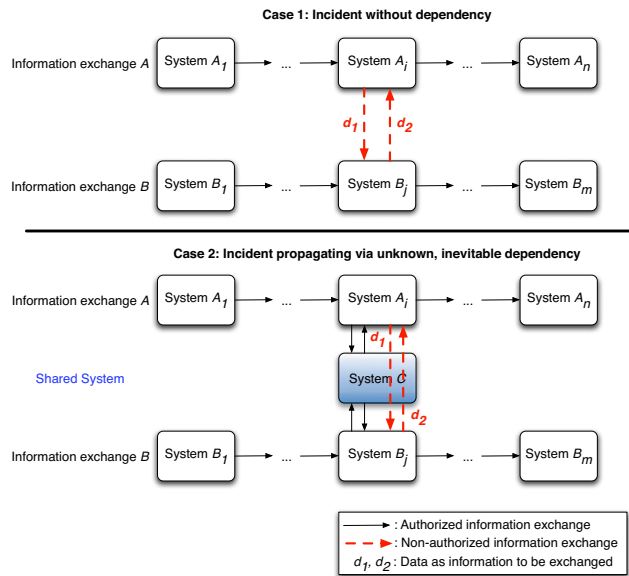 Case 1: Incident without dependency
Information exchange A System A1 ... System Ai ... System An
d1 d2
Information exchange B System B1 ... System Bj ... System Bm
Case 2: Incident propagating via unknown, inevitable dependency
Information exchange A System A1 ... System Ai ... System An
d1
Shared System System C
d2
Information exchange B System B1 ... System Bj ... System Bm
: Authorized information exchange
: Non-authorized information exchange
d1, d2 : Data as information to be exchanged